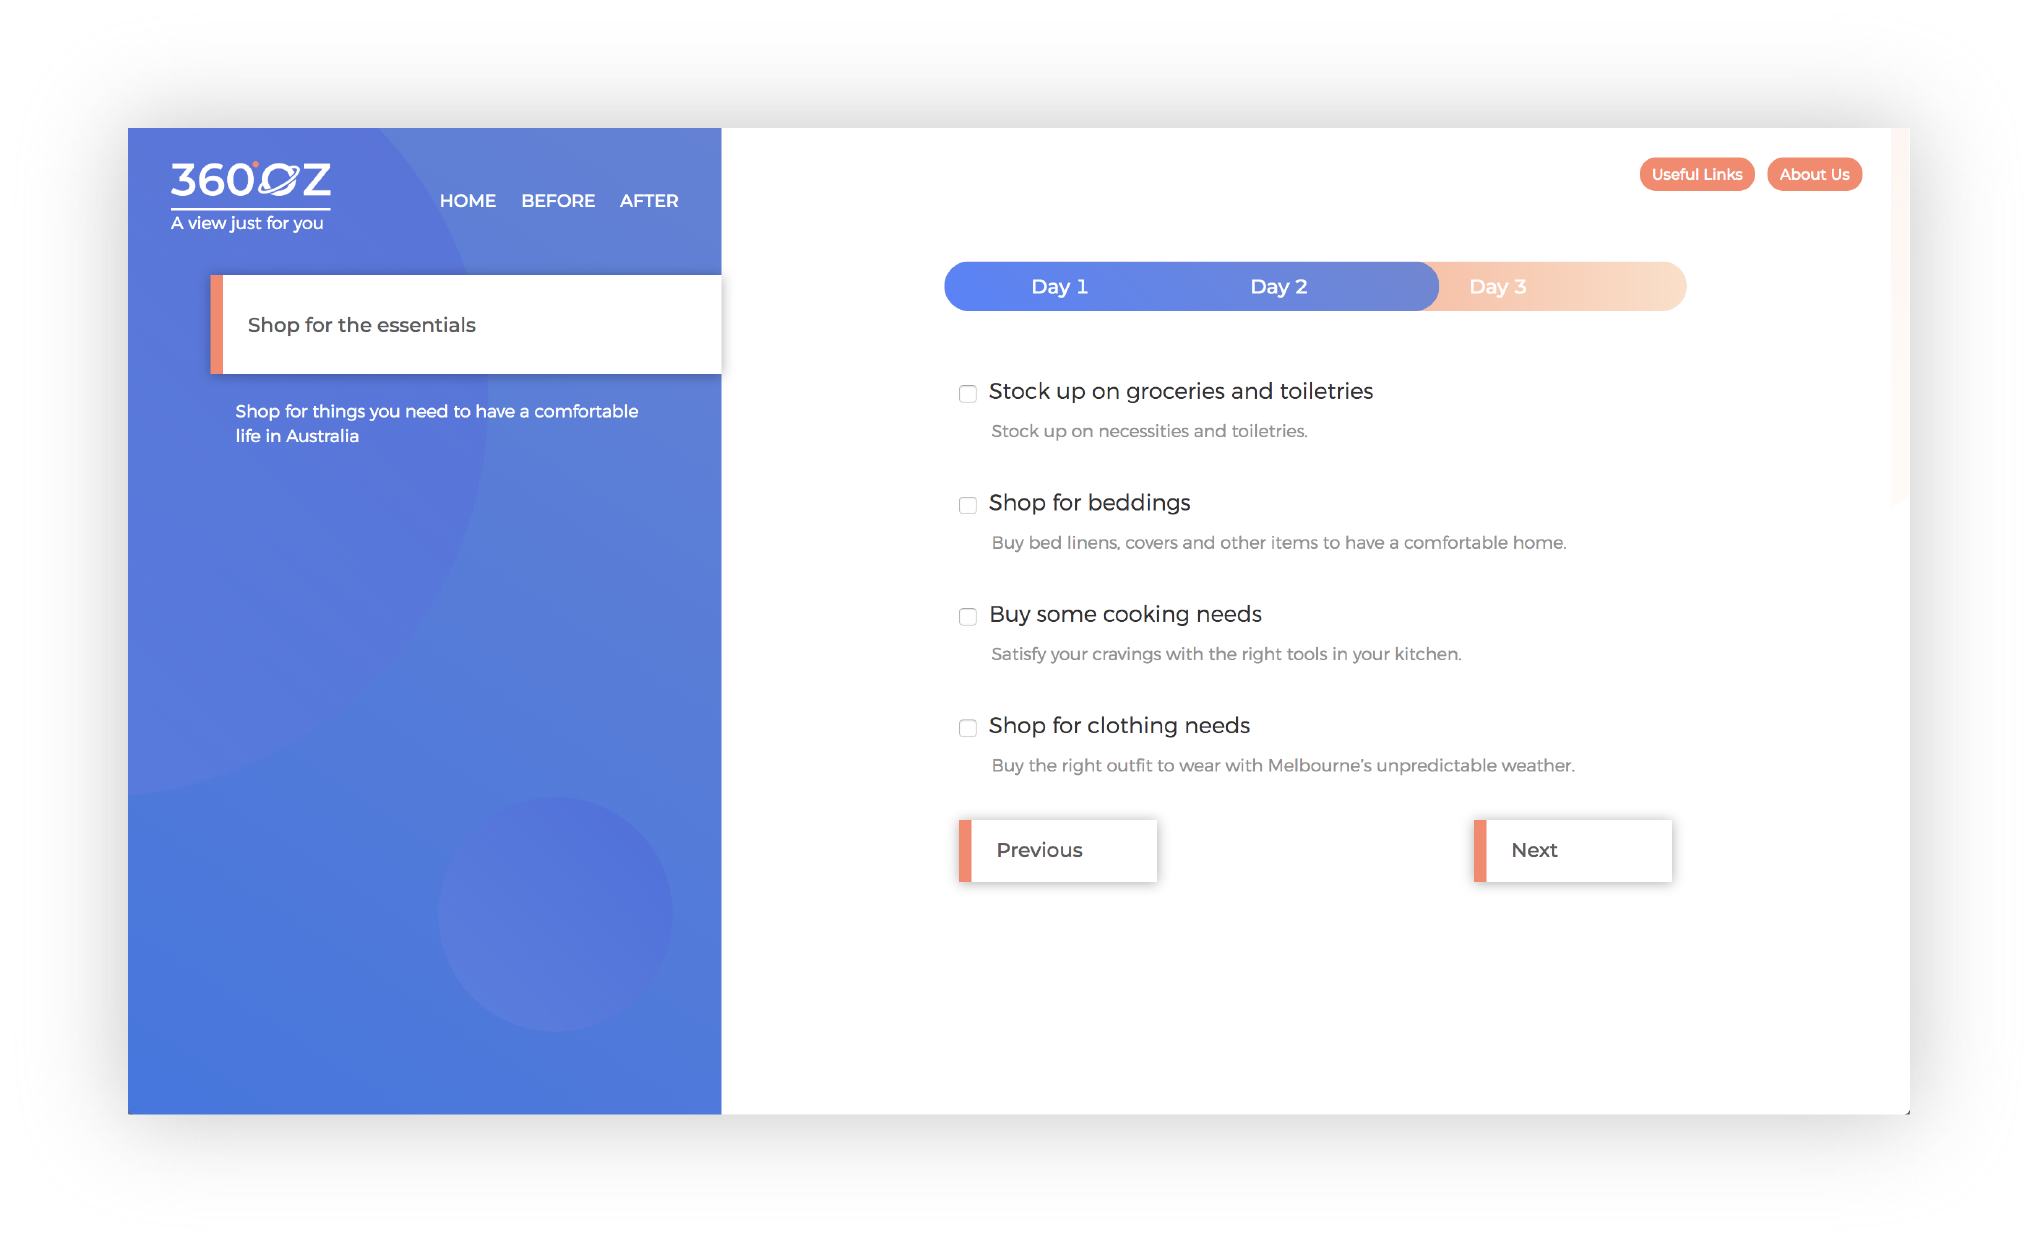 360°OZ
A view just for you
HOME BEFORE AFTER
Useful Links About Us
Shop for the essentials
Shop for things you need to have a comfortable
life in Australia
Day 1 Day 2 Day 3
Stock up on groceries and toiletries
Stock up on necessities and toiletries.
Shop for beddings
Buy bed linens, covers and other items to have a comfortable home.
Buy some cooking needs
Satisfy your cravings with the right tools in your kitchen.
Shop for clothing needs
Buy the right outfit to wear with Melbourne's unpredictable weather.
Previous Next